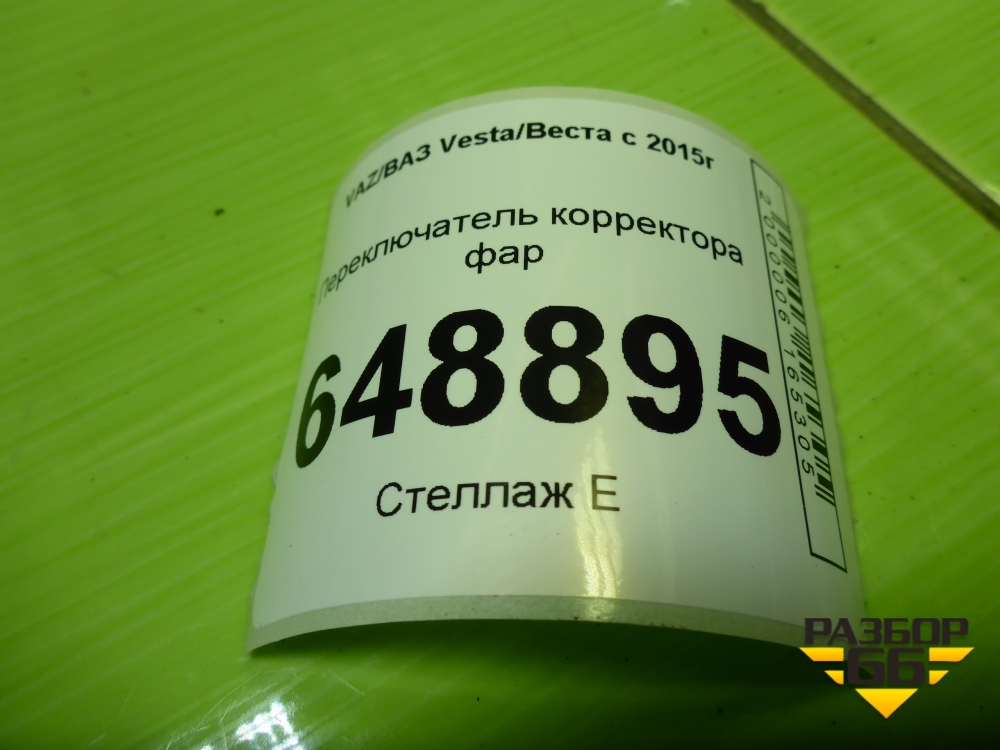 VAZ/ВАЗ Vesta/Веста с 2015г
Переключатель корректора
фар
648895
Стеллаж Е
2000006165305
РАЗБОР
66